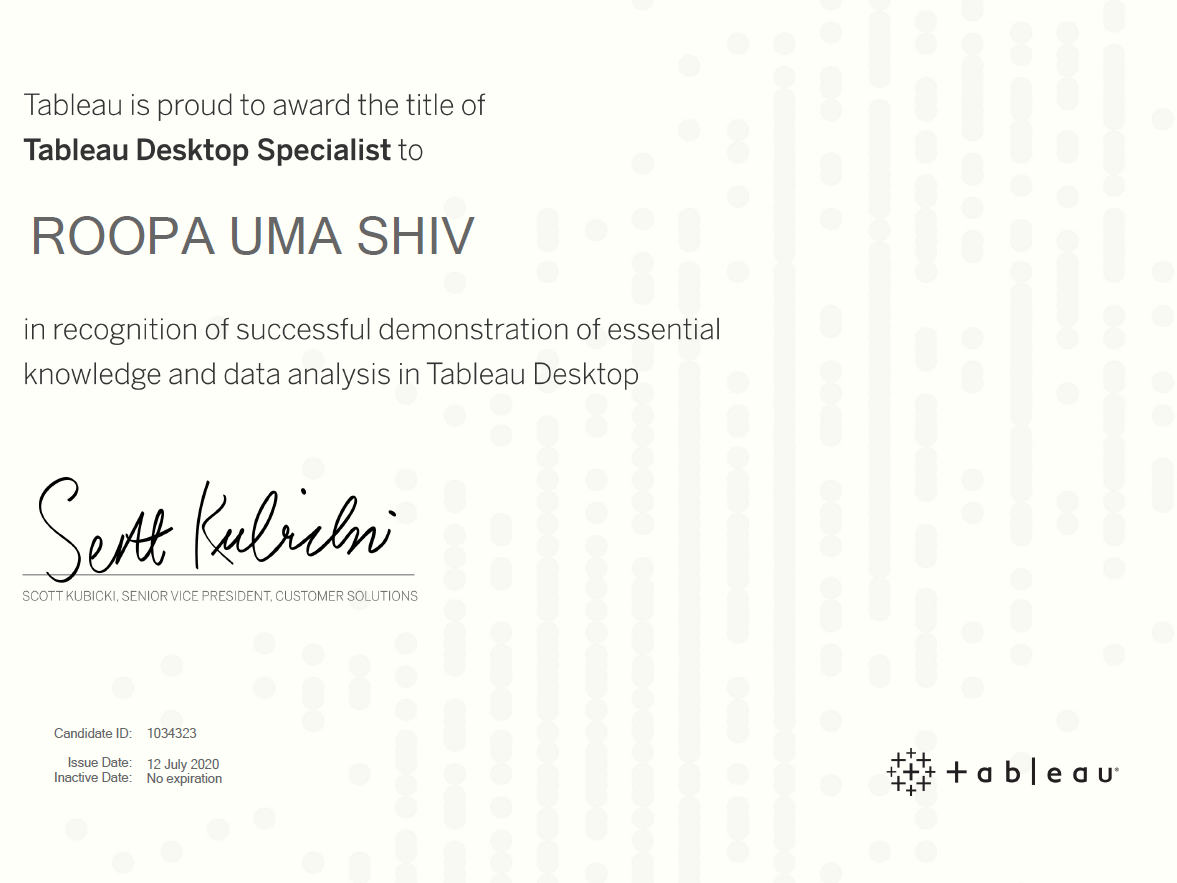 Tableau is proud to award the title of
Tableau Desktop Specialist to
ROOPA UMA SHIV
in recognition of successful demonstration of essential
knowledge and data analysis in Tableau Desktop
Scott Kubicki
SCOTT KUBICKI, SENIOR VICE PRESIDENT, CUSTOMER SOLUTIONS
Candidate ID: 1034323
Issue Date: 12 July 2020
Inactive Date: No expiration
+ableau®